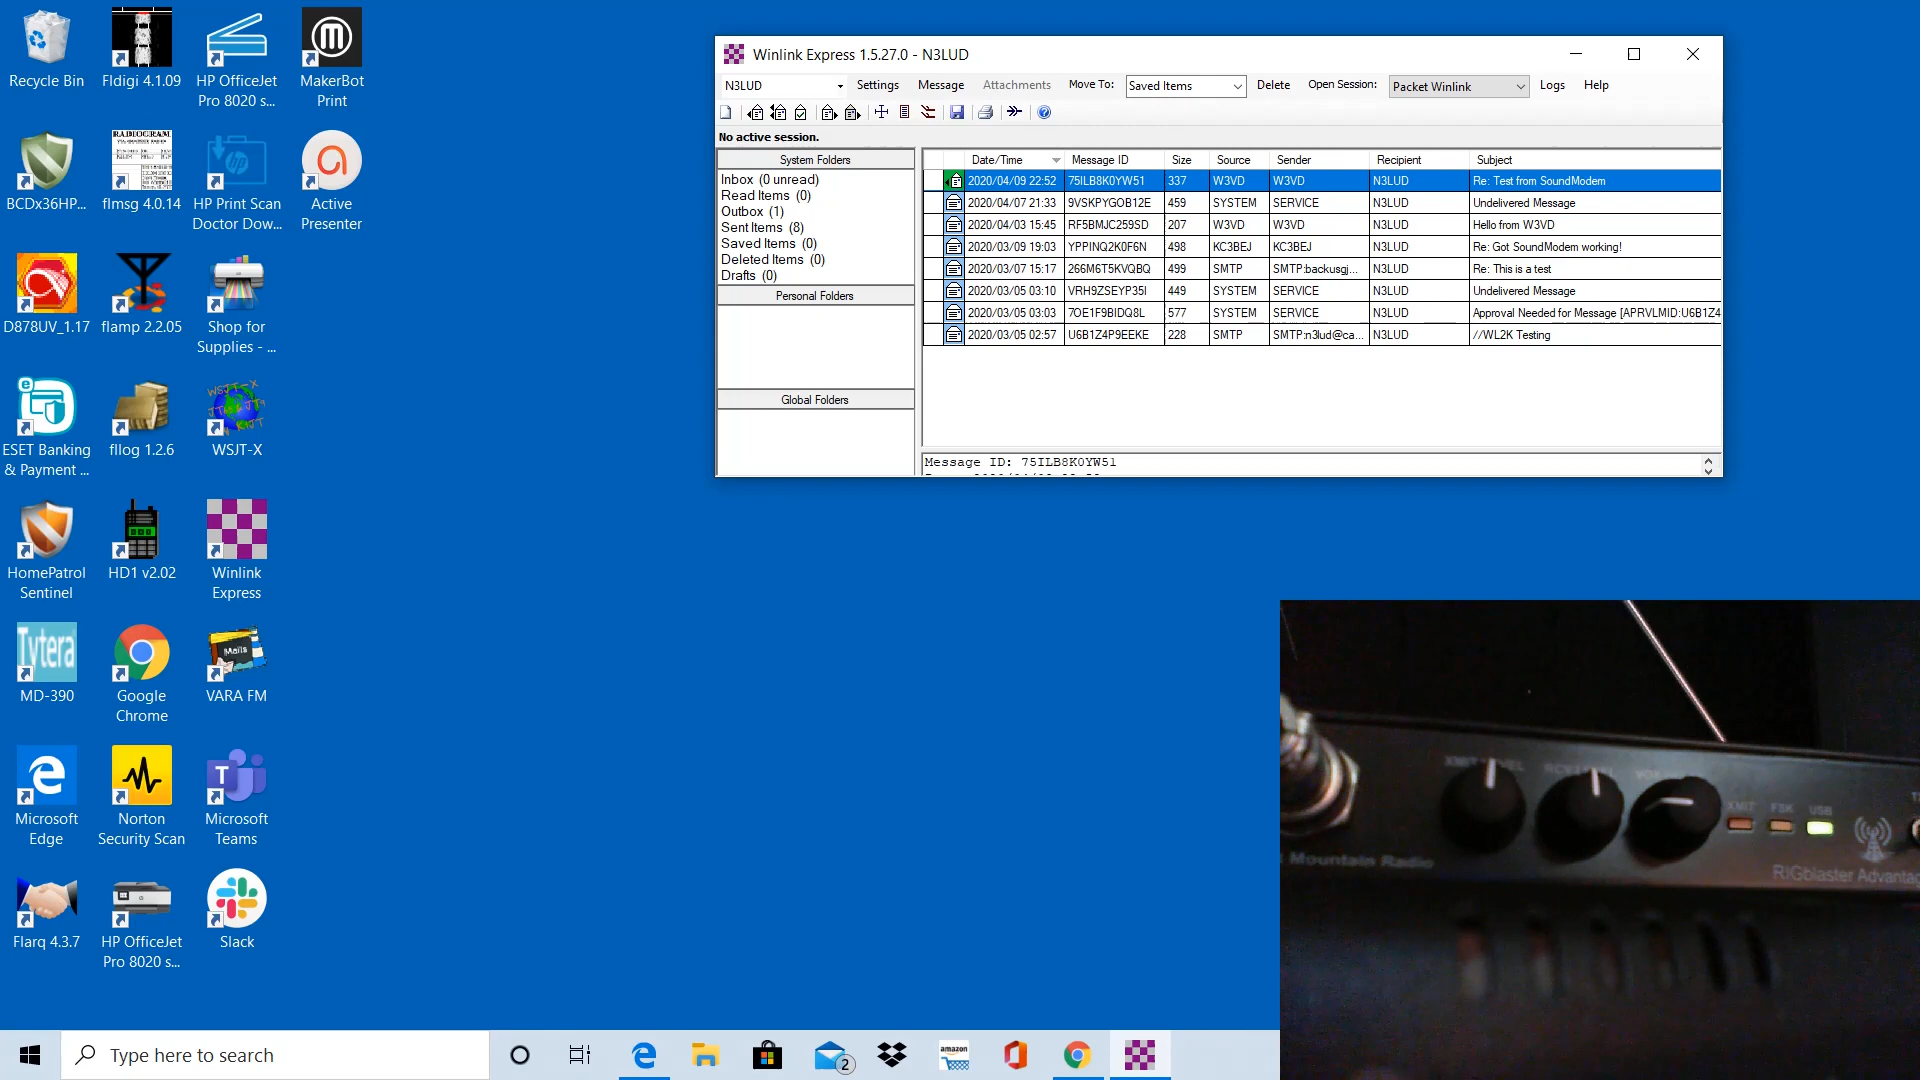 Recycle Bin
Fldigi 4.1.09
HP OfficeJet
Pro 8020 s...
MakerBot
Print
BCDx36HP...
RADIOGRAM
flmsg 4.0.14
HP Print Scan
Doctor Dow...
Active
Presenter
D878UV_1.17
flamp 2.2.05
Shop for
Supplies - ...
ESET Banking
& Payment ...
fllog 1.2.6
WSJT-X
WSJT-X
HomePatrol
Sentinel
HD1 v2.02
Winlink
Express
Tytera
MD-390
Google
Chrome
Mails
VARA FM
Microsoft
Edge
Norton
Security Scan
Microsoft
Teams
Flarq 4.3.7
HP OfficeJet
Pro 8020 s...
Slack
Winlink Express 1.5.27.0 - N3LUD
N3LUD Settings Message Attachments Move To: Saved Items Delete Open Session: Packet Winlink Logs Help
No active session.
System Folders
Inbox (0 unread)
Read Items (0)
Outbox (1)
Sent Items (8)
Saved Items (0)
Deleted Items (0)
Drafts (0)
Personal Folders
Global Folders
Date/Time Message ID Size Source Sender Recipient Subject
2020/04/09 22:52 75ILB8K0YW51 337 W3VD W3VD N3LUD Re: Test from SoundModem
2020/04/07 21:33 9VSKPYGOB12E 459 SYSTEM SERVICE N3LUD Undelivered Message
2020/04/03 15:45 RF5BMJC259SD 207 W3VD W3VD N3LUD Hello from W3VD
2020/03/09 19:03 YPPINQ2K0F6N 498 KC3BEJ KC3BEJ N3LUD Re: Got SoundModem working!
2020/03/07 15:17 266M6T5KVQBQ 499 SMTP SMTP:backusgj... N3LUD Re: This is a test
2020/03/05 03:10 VRH9ZSEYP35I 449 SYSTEM SERVICE N3LUD Undelivered Message
2020/03/05 03:03 7OE1F9BIDQ8L 577 SYSTEM SERVICE N3LUD Approval Needed for Message [APRVLMID:U6B1Z4
2020/03/05 02:57 U6B1Z4P9EEKE 228 SMTP SMTP:n3lud@ca... N3LUD //WL2K Testing
Message ID: 75ILB8K0YW51
XMIT FSK USB
Mountain Radio
RIGblaster Advantag
Type here to search
2
amazon